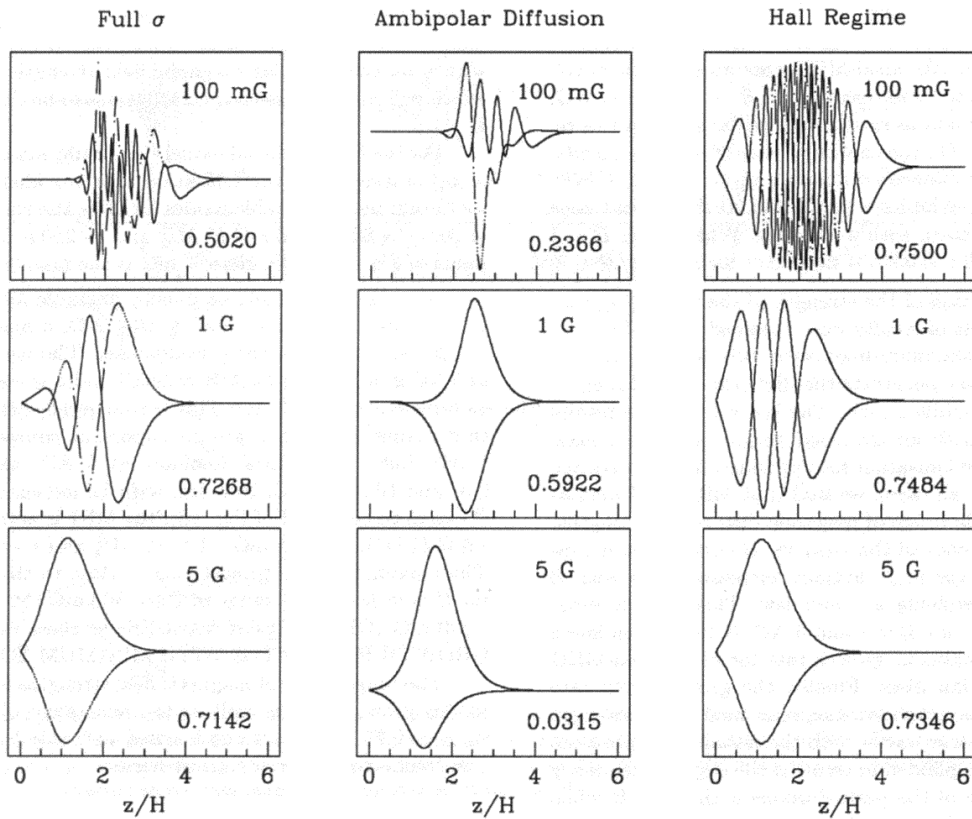 Full σ
Ambipolar Diffusion
Hall Regime
100 mG
0.5020
100 mG
0.2366
100 mG
0.7500
1 G
0.7268
1 G
0.5922
1 G
0.7484
5 G
0.7142
5 G
0.0315
5 G
0.7346
0 2 4 6
0 2 4 6
0 2 4 6
z/H
z/H
z/H